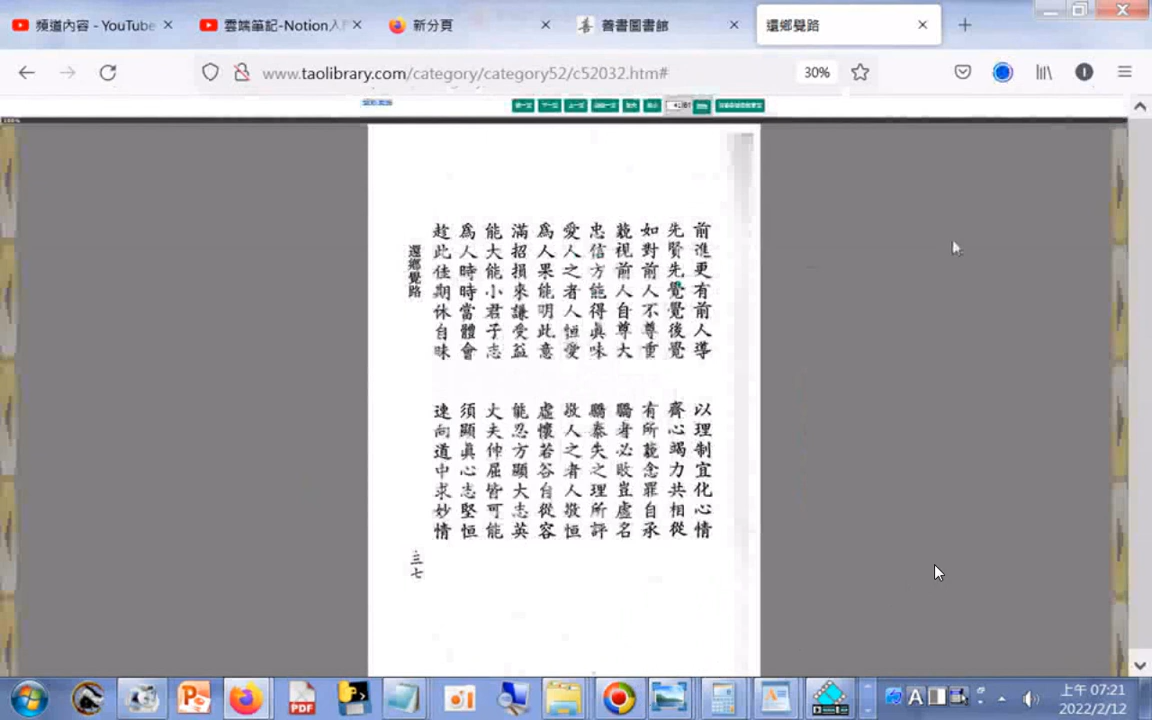 頻道內容 - YouTube
雲端筆記-Notion入
新分頁
善書圖書館
還鄉覺路
www.taolibrary.com/category/category52/c52032.htm#
30%
100%
前進更有前人導 以理制宜化心情
先賢先覺覺後覺 齊心竭力共相從
如對前人不尊重 有所藐念罪自承
藐視前人自尊大 驕者必敗豈虛名
忠信方能得真味 驕泰失之理所評
愛人之者人恒愛 敬人之者人敬恒
為人果能明此意 虛懷若谷自從容
滿招損來謙受益 能忍方顯大志英
能大能小君子志 丈夫伸屈皆可能
為人時時當體會 須顯真心志堅恒
趁此佳期休自昧 速向道中求妙情
還鄉覺路
三七
PDF
A
上午 07:21
2022/2/12